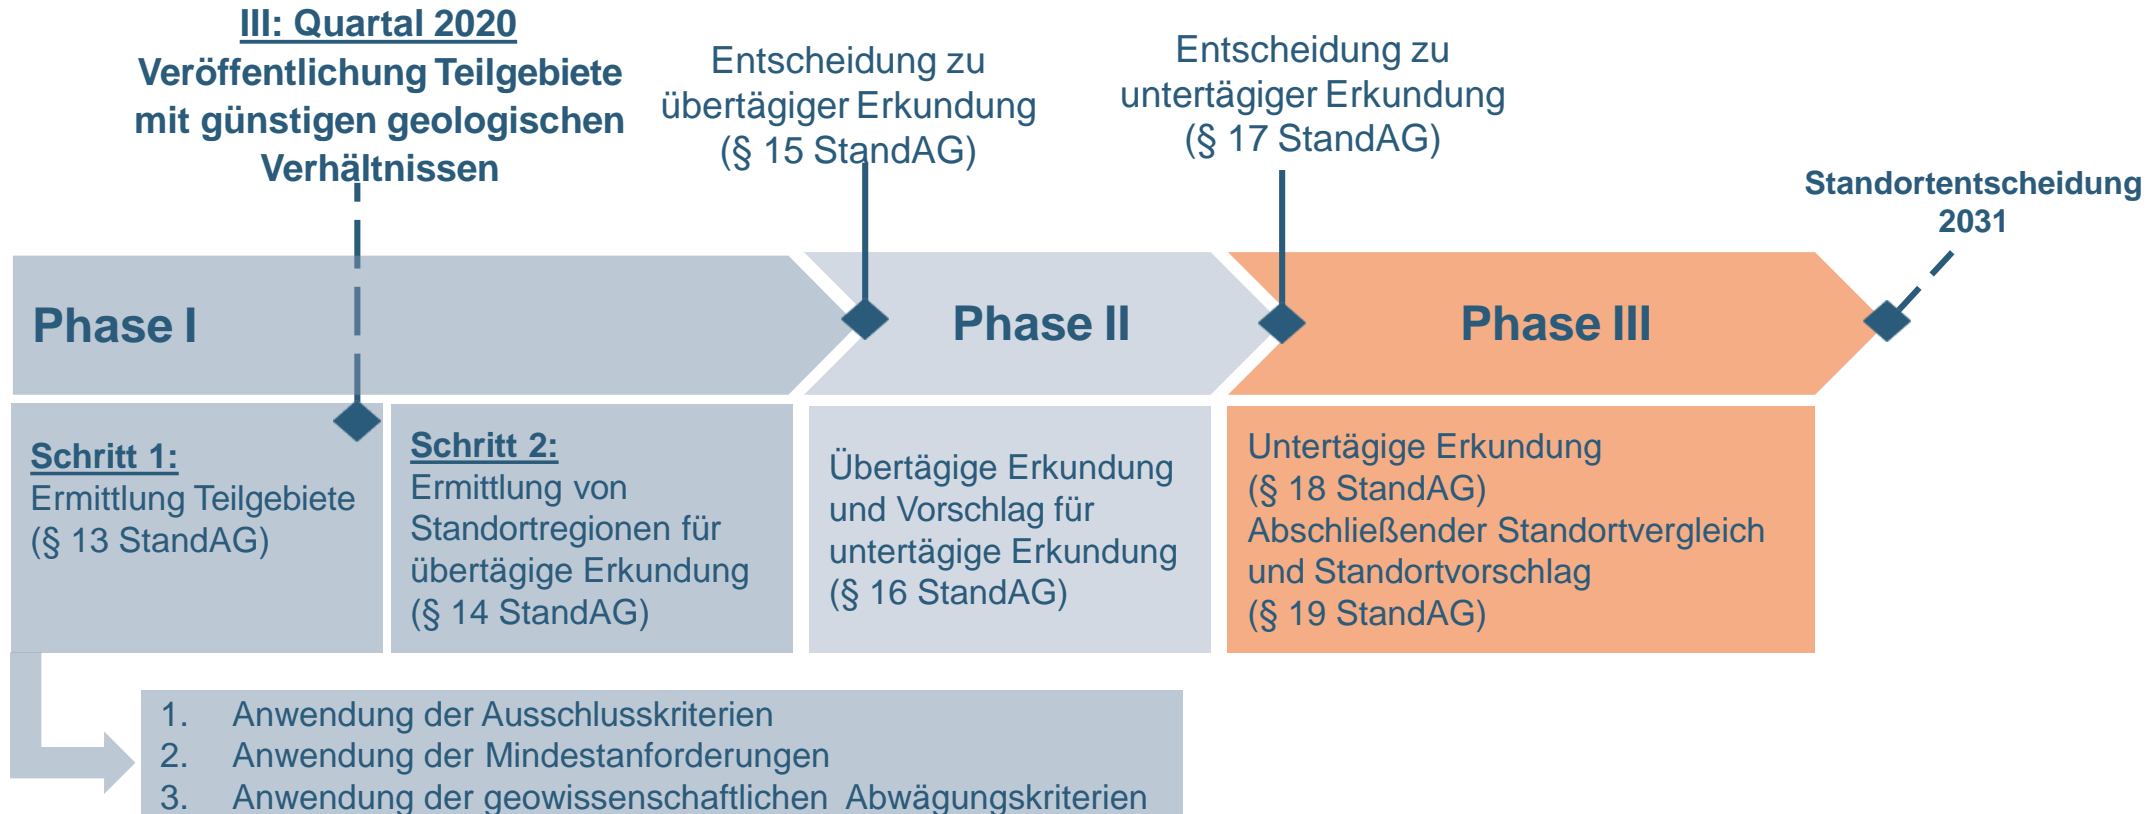 III: Quartal 2020
Veröffentlichung Teilgebiete
mit günstigen geologischen
Verhältnissen
Entscheidung zu
übertägiger Erkundung
(§ 15 StandAG)
Entscheidung zu
untertägiger Erkundung
(§ 17 StandAG)
Standortentscheidung
2031
Phase I
Phase II
Phase III
Schritt 1:
Ermittlung Teilgebiete
(§ 13 StandAG)
Schritt 2:
Ermittlung von
Standortregionen für
übertägige Erkundung
(§ 14 StandAG)
Übertägige Erkundung
und Vorschlag für
untertägige Erkundung
(§ 16 StandAG)
Untertägige Erkundung
(§ 18 StandAG)
Abschließender Standortvergleich
und Standortvorschlag
(§ 19 StandAG)
1. Anwendung der Ausschlusskriterien
2. Anwendung der Mindestanforderungen
3. Anwendung der geowissenschaftlichen Abwägungskriterien